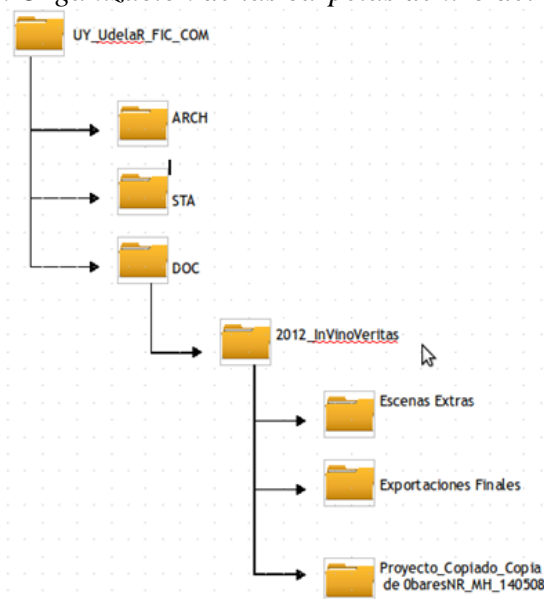 UY_UdelaR_FIC_COM
ARCH
STA
DOC
2012_InVinoVeritas
Escenas Extras
Exportaciones Finales
Proyecto_Copiado_Copia
de 0baresNR_MH_140508